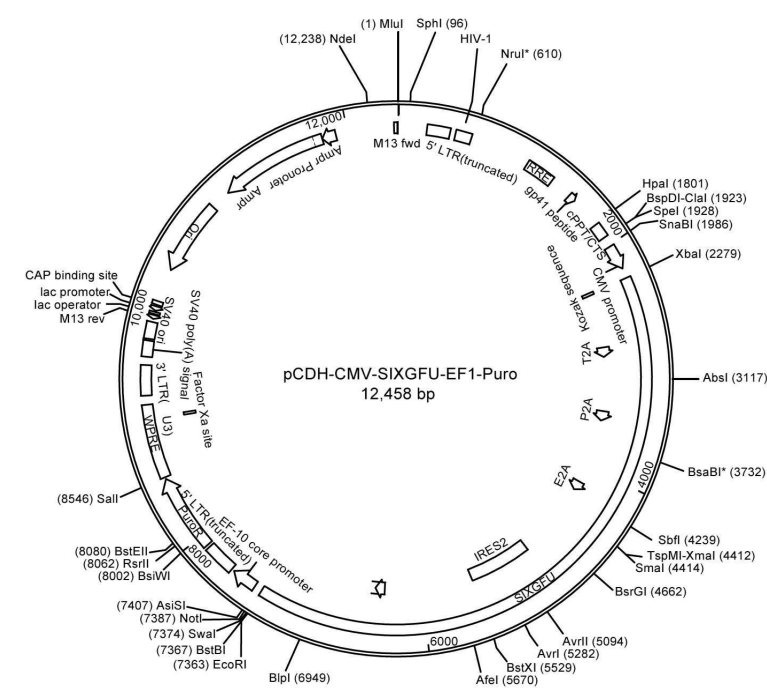 (1) MluI
SphI (96)
HIV-1
NruI* (610)
(12,238) NdeI
12,000
M13 fwd
5' LTR(truncated)
Ampr Promoter
Ampr
RRE
gp41 peptide
cPPT/CTS
2000
HpaI (1801)
BspDI-ClaI (1923)
SpeI (1928)
SnaBI (1986)
XbaI (2279)
CMV promoter
Kozak sequence
Ori
CAP binding site
lac promoter
lac operator
M13 rev
10,000
SV40 ori
SV40 poly(A) signal
T2A
pCDH-CMV-SIXGFU-EF1-Puro
12,458 bp
AbsI (3117)
3' LTR( U3)
Factor Xa site
WPRE
P2A
BsaBI* (3732)
4000
E2A
(8546) SalI
SbfI (4239)
TspMI-XmaI (4412)
SmaI (4414)
5' LTR(truncated)
PuroR
EF-10 core promoter
8000
IRES2
SIXGFU
BsrGI (4662)
(8080) BstEII
(8062) RsrII
(8002) BsiWI
(7407) AsiSI
(7387) NotI
(7374) SwaI
(7367) BstBI
(7363) EcoRI
BlpI (6949)
6000
AvrII (5094)
AvrI (5282)
BstXI (5529)
AfeI (5670)